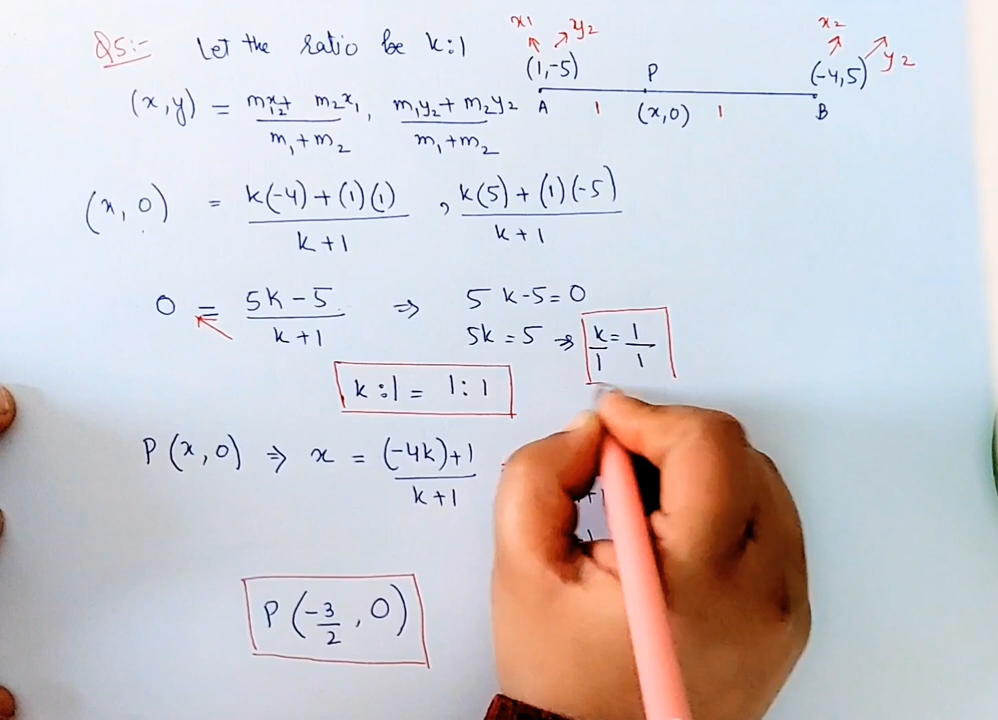 Q5:- Let the ratio be k:1
x1 y2 x2 y2
(1,-5) P (-4,5)
A 1 (x,0) 1 B
(x,y) = m1x2+ m2x1 / m1+m2 , m1y2+m2y2 / m1+m2
(x,0) = k(-4)+(1)(1) / k+1 , k(5)+(1)(-5) / k+1
0 = 5k-5 / k+1 ⇒ 5k-5=0
5k=5 ⇒ k/1 = 1/1
k:1 = 1:1
P(x,0) ⇒ x = (-4k)+1 / k+1
P(-3/2, 0)